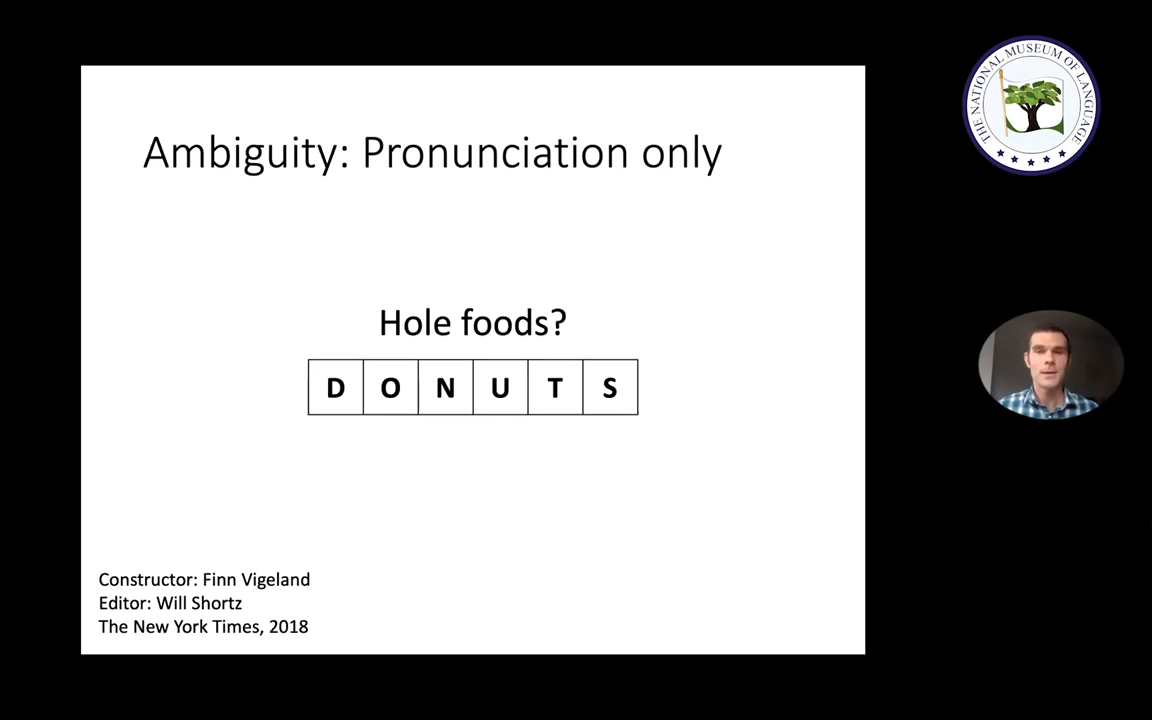 Ambiguity: Pronunciation only
Hole foods?
D O N U T S
Constructor: Finn Vigeland
Editor: Will Shortz
The New York Times, 2018
THE NATIONAL MUSEUM OF LANGUAGE